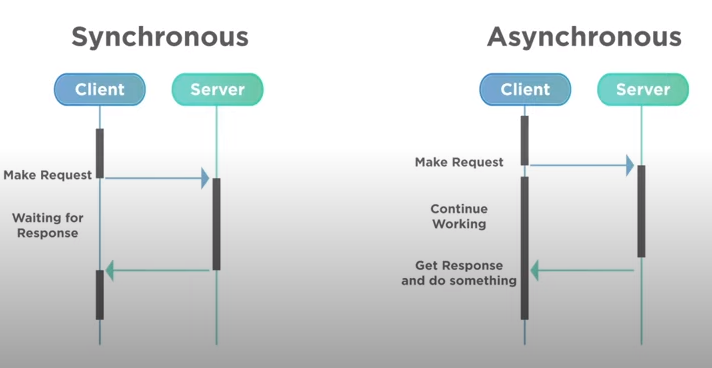 Synchronous
Client
Server
Make Request
Waiting for
Response
Asynchronous
Client
Server
Make Request
Continue
Working
Get Response
and do something